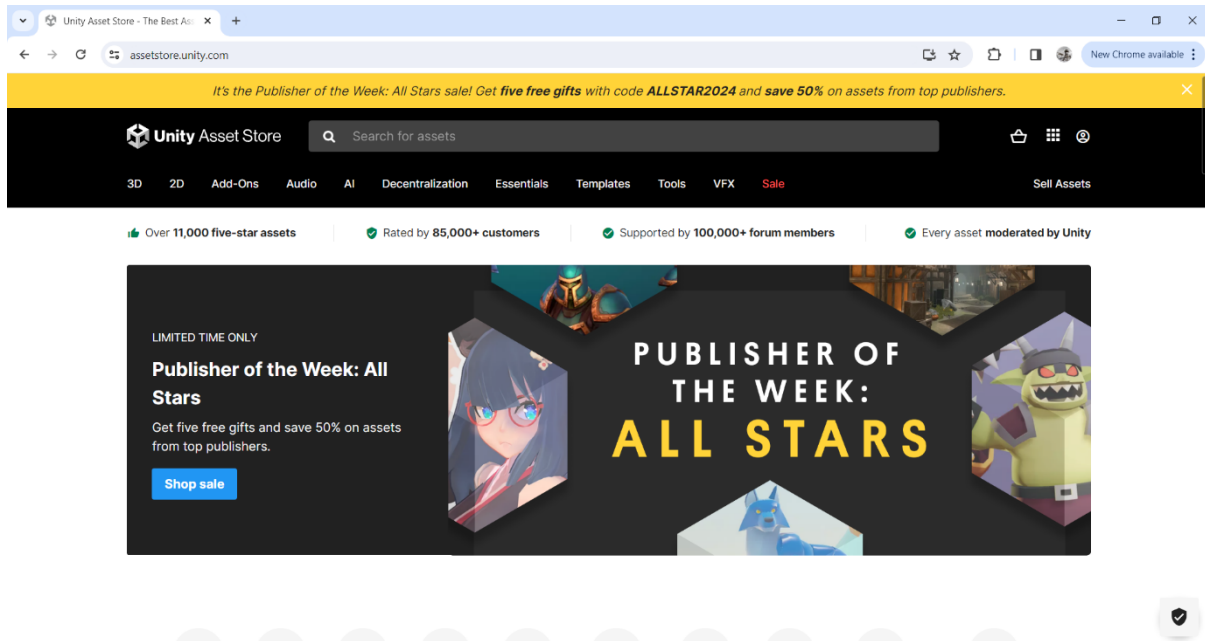 Unity Asset Store - The Best As
assetstore.unity.com
New Chrome available
It's the Publisher of the Week: All Stars sale! Get five free gifts with code ALLSTAR2024 and save 50% on assets from top publishers.
Unity Asset Store
Search for assets
3D 2D Add-Ons Audio AI Decentralization Essentials Templates Tools VFX Sale Sell Assets
Over 11,000 five-star assets Rated by 85,000+ customers Supported by 100,000+ forum members Every asset moderated by Unity
LIMITED TIME ONLY
Publisher of the Week: All
Stars
Get five free gifts and save 50% on assets
from top publishers.
Shop sale
PUBLISHER OF
THE WEEK:
ALL STARS